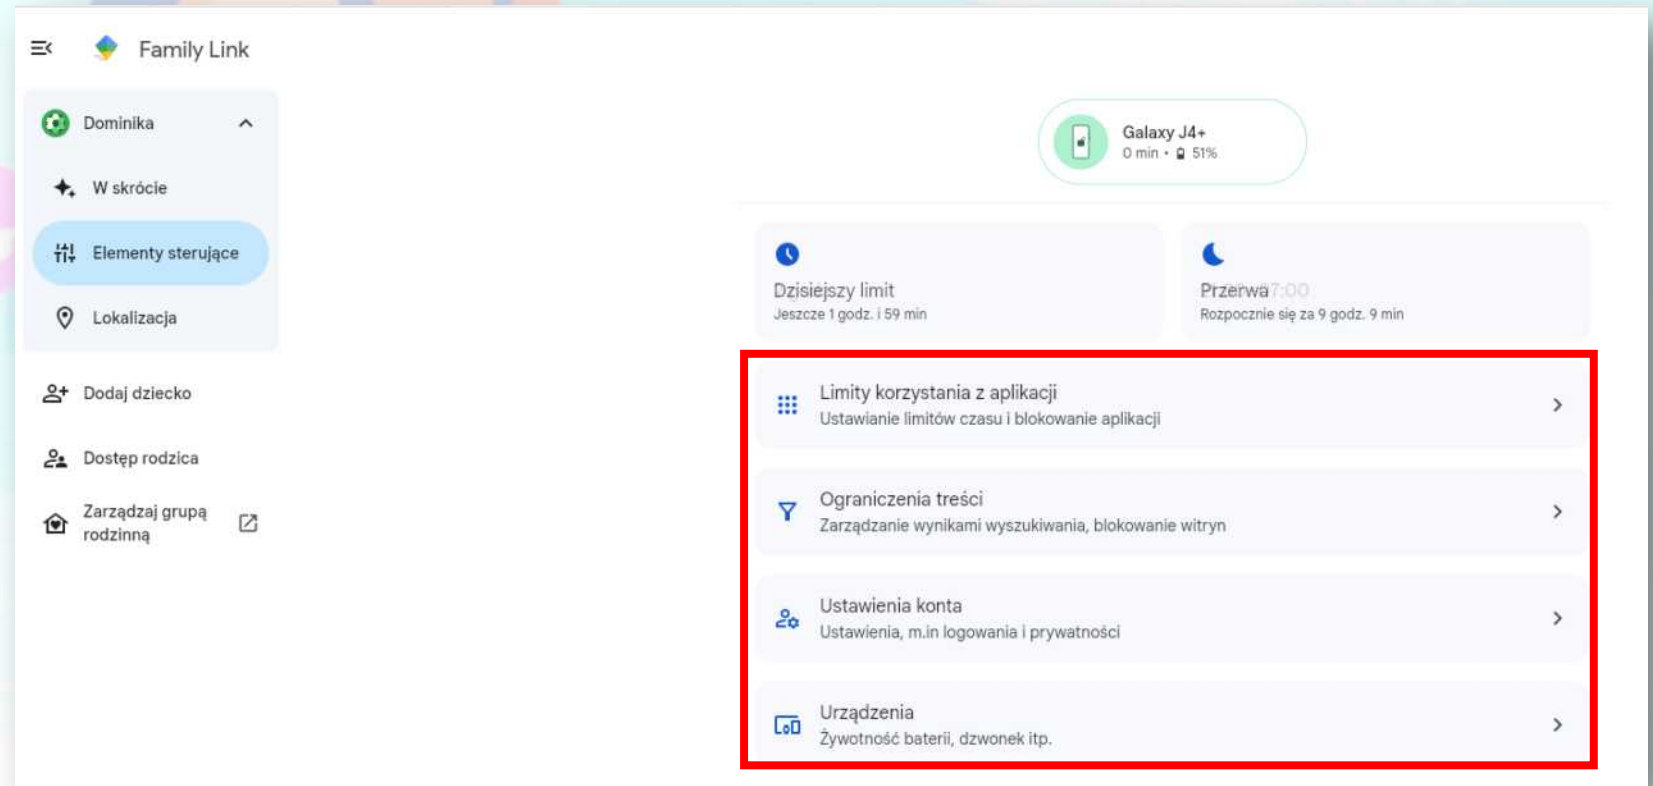 Family Link
Dominika
W skrócie
Elementy sterujące
Lokalizacja
Dodaj dziecko
Dostęp rodzica
Zarządzaj grupą
rodzinną
Galaxy J4+
0 min • 51%
Dzisiejszy limit
Jeszcze 1 godz. i 59 min
Przerwa
Rozpocznie się za 9 godz. 9 min
Limity korzystania z aplikacji
Ustawianie limitów czasu i blokowanie aplikacji
Ograniczenia treści
Zarządzanie wynikami wyszukiwania, blokowanie witryn
Ustawienia konta
Ustawienia, m.in logowania i prywatności
Urządzenia
Żywotność baterii, dzwonek itp.